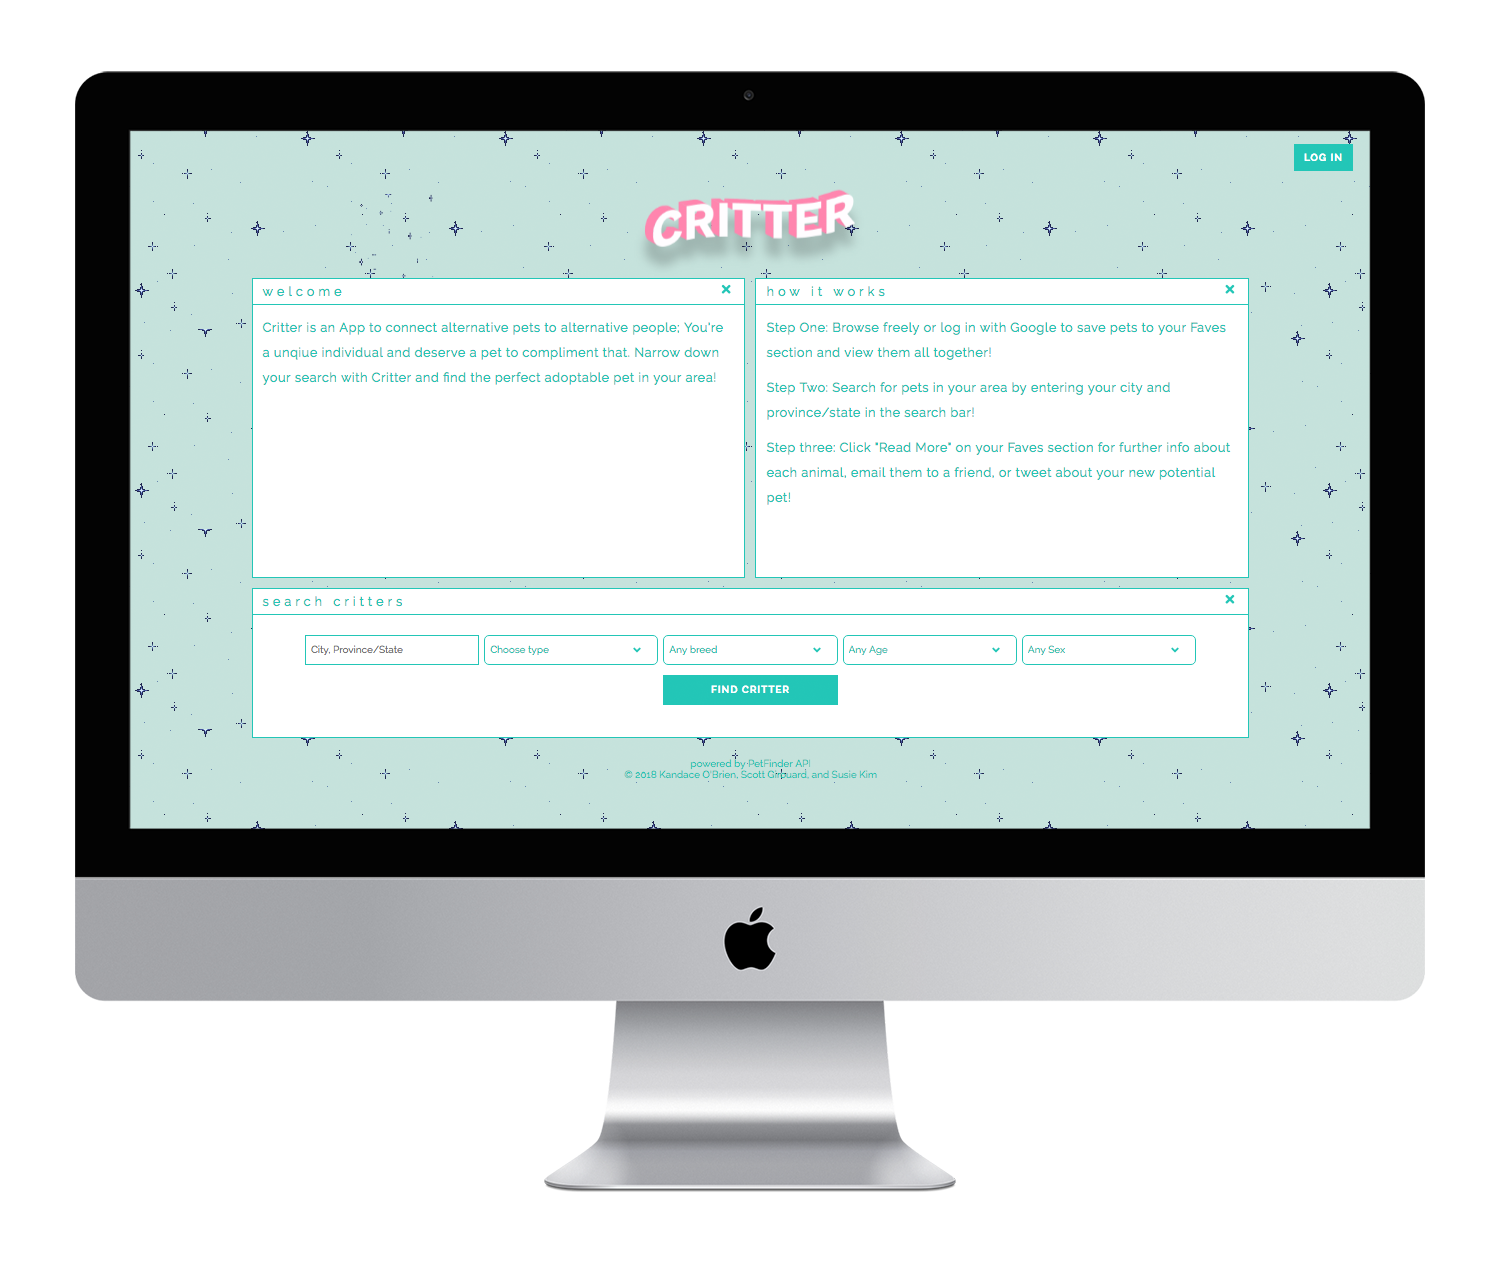 LOG IN
CRITTER
welcome
Critter is an App to connect alternative pets to alternative people; You're
a unqiue individual and deserve a pet to compliment that. Narrow down
your search with Critter and find the perfect adoptable pet in your area!
how it works
Step One: Browse freely or log in with Google to save pets to your Faves
section and view them all together!
Step Two: Search for pets in your area by entering your city and
province/state in the search bar!
Step three: Click "Read More" on your Faves section for further info about
each animal, email them to a friend, or tweet about your new potential
pet!
search critters
City, Province/State
Choose type
Any breed
Any Age
Any Sex
FIND CRITTER
powered by PetFinder API
© 2018 Kandace O'Brien, Scott Girouard, and Susie Kim